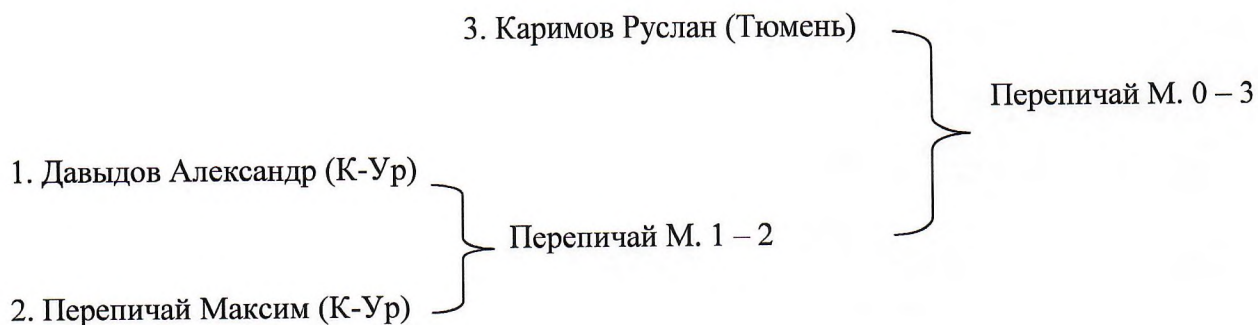 3. Каримов Руслан (Тюмень)
Перепичай М. 0 – 3
1. Давыдов Александр (К-Ур)
Перепичай М. 1 – 2
2. Перепичай Максим (К-Ур)